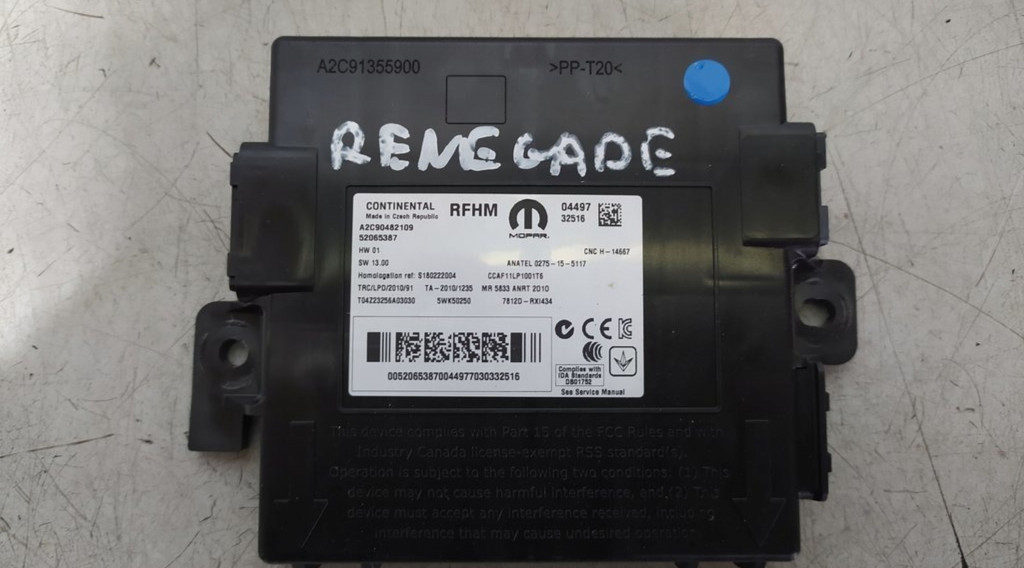 A2C91355900 >PP-T20<
RENEGADE
CONTINENTAL RFHM MOPAR. 04497
Made in Czech Republic 32516
A2C90482109
52065387
HW 01 CNC H-14667
SW 13.00 ANATEL 0275-15-5117
Homologation ref: S180222004 CCAF11LP1001T6
TRC/LPD/2010/91 TA-2010/1235 MR 5833 ANRT 2010
T04Z23256A03030 5WK50250 7812D-RXI434
CE
00520653870044977030332516
Complies with
IDA Standards
DB01752
See Service Manual
This device complies with Part 15 of the FCC Rules and with
Industry Canada license-exempt RSS standard(s).
Operation is subject to the following two conditions: (1) This
device may not cause harmful interference, and (2) This
device must accept any interference received, including
interference that may cause undesired operation